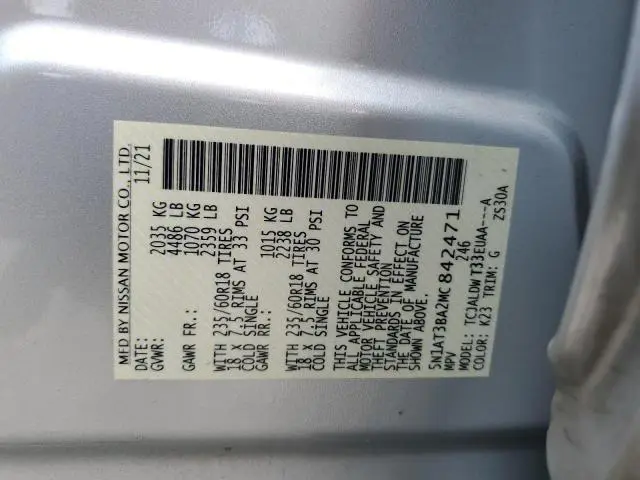 MFD BY NISSAN MOTOR CO., LTD.
DATE: 11/21
GVWR: 2035 KG
4486 LB
GAWR FR.: 1070 KG
2359 LB
WITH 235/60R18 TIRES
18 X 7.5 RIMS AT 33 PSI
COLD SINGLE
GAWR RR.: 1015 KG
2238 LB
WITH 235/60R18 TIRES
18 X 7.5 RIMS AT 30 PSI
COLD SINGLE
THIS VEHICLE CONFORMS TO
ALL APPLICABLE FEDERAL
MOTOR VEHICLE SAFETY AND
THEFT PREVENTION
STANDARDS IN EFFECT
ON THE DATE OF MANUFACTURE
SHOWN ABOVE.
5N1AT3BA2MC842471
MPV 246
MODEL: TCJALDWT33EUAA---A
COLOR: K23 TRIM: G ZS30A